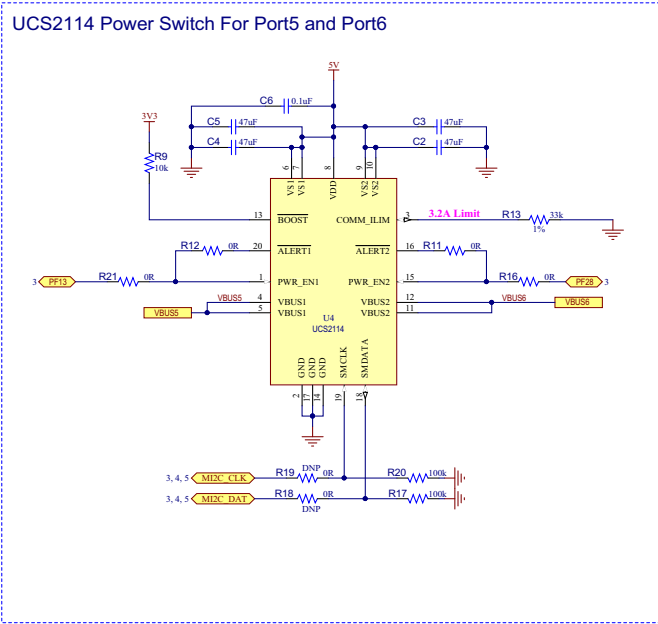 UCS2114 Power Switch For Port5 and Port6
5V
C6 0.1uF
3V3
C5 47uF
C3 47uF
C4 47uF
C2 47uF
R9
10k
6 7 8 9 10
VS1 VS1 VDD VS2 VS2
13 BOOST
COMM_ILIM 3 3.2A Limit R13 33k
1%
R12 0R 20 ALERT1
ALERT2 16 R11 0R
3 PF13 R21 0R 1 PWR_EN1
PWR_EN2 15 R16 0R PF28 3
VBUS5 4 VBUS1
VBUS2 12 VBUS6
VBUS5 5 VBUS1
VBUS2 11 VBUS6
U4
UCS2114
GND GND GND SMCLK SMDATA
2 17 14 19 18
3, 4, 5 MI2C_CLK R19 DNP 0R R20 100k
3, 4, 5 MI2C_DAT R18 0R R17 100k
DNP